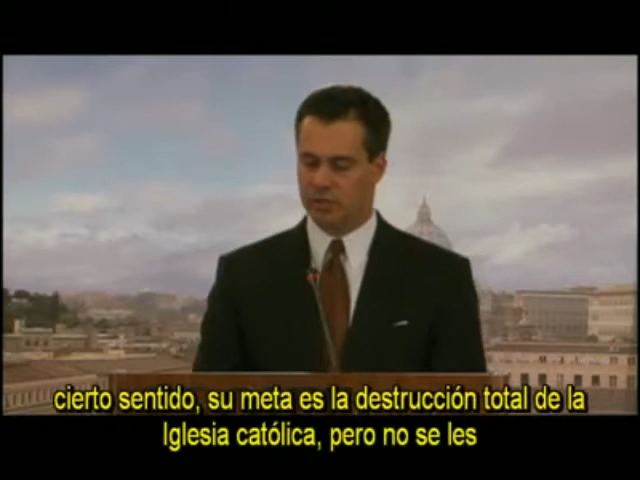 cierto sentido, su meta es la destrucción total de la
Iglesia católica, pero no se les